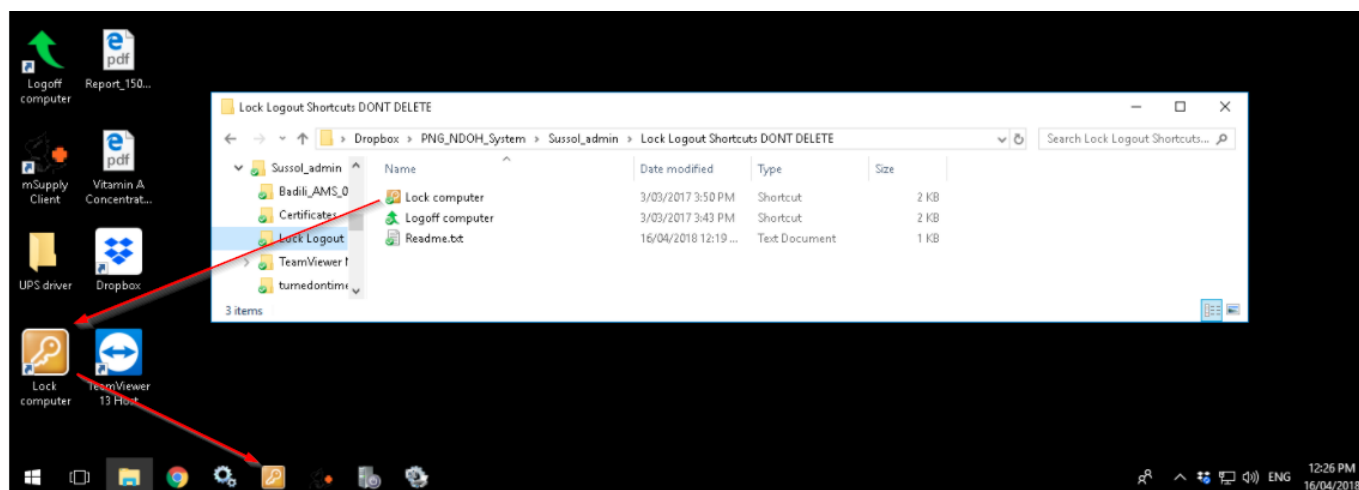 Logoff
computer
pdf
Report_150...
mSupply
Client
pdf
Vitamin A
Concentrat...
UPS driver
Dropbox
Lock
computer
TeamViewer
13 Host
Lock Logout Shortcuts DONT DELETE
Dropbox > PNG_NDOH_System > Sussol_admin > Lock Logout Shortcuts DONT DELETE
Search Lock Logout Shortcuts...
Sussol_admin
Badili_AMS_0
Certificates
Lock Logout
TeamViewer
turnedontime
Name Date modified Type Size
Lock computer 3/03/2017 3:50 PM Shortcut 2 KB
Logoff computer 3/03/2017 3:43 PM Shortcut 2 KB
Readme.txt 16/04/2018 12:19 ... Text Document 1 KB
3 items
ENG
12:26 PM
16/04/2018